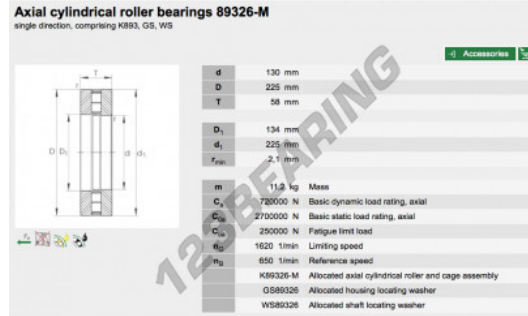 Axial cylindrical roller bearings 89326-M
single direction, comprising K893, GS, WS
Accessories
T
r
r
D D1 d d1
d 130 mm
D 225 mm
T 58 mm
D1 134 mm
d1 225 mm
rmin 2,1 mm
m 11,2 kg Mass
Ca 720000 N Basic dynamic load rating, axial
C0a 2700000 N Basic static load rating, axial
Cua 250000 N Fatigue limit load
nG 1620 1/min Limiting speed
nB 650 1/min Reference speed
K89326-M Allocated axial cylindrical roller and cage assembly
GS89326 Allocated housing locating washer
WS89326 Allocated shaft locating washer
123BEARING